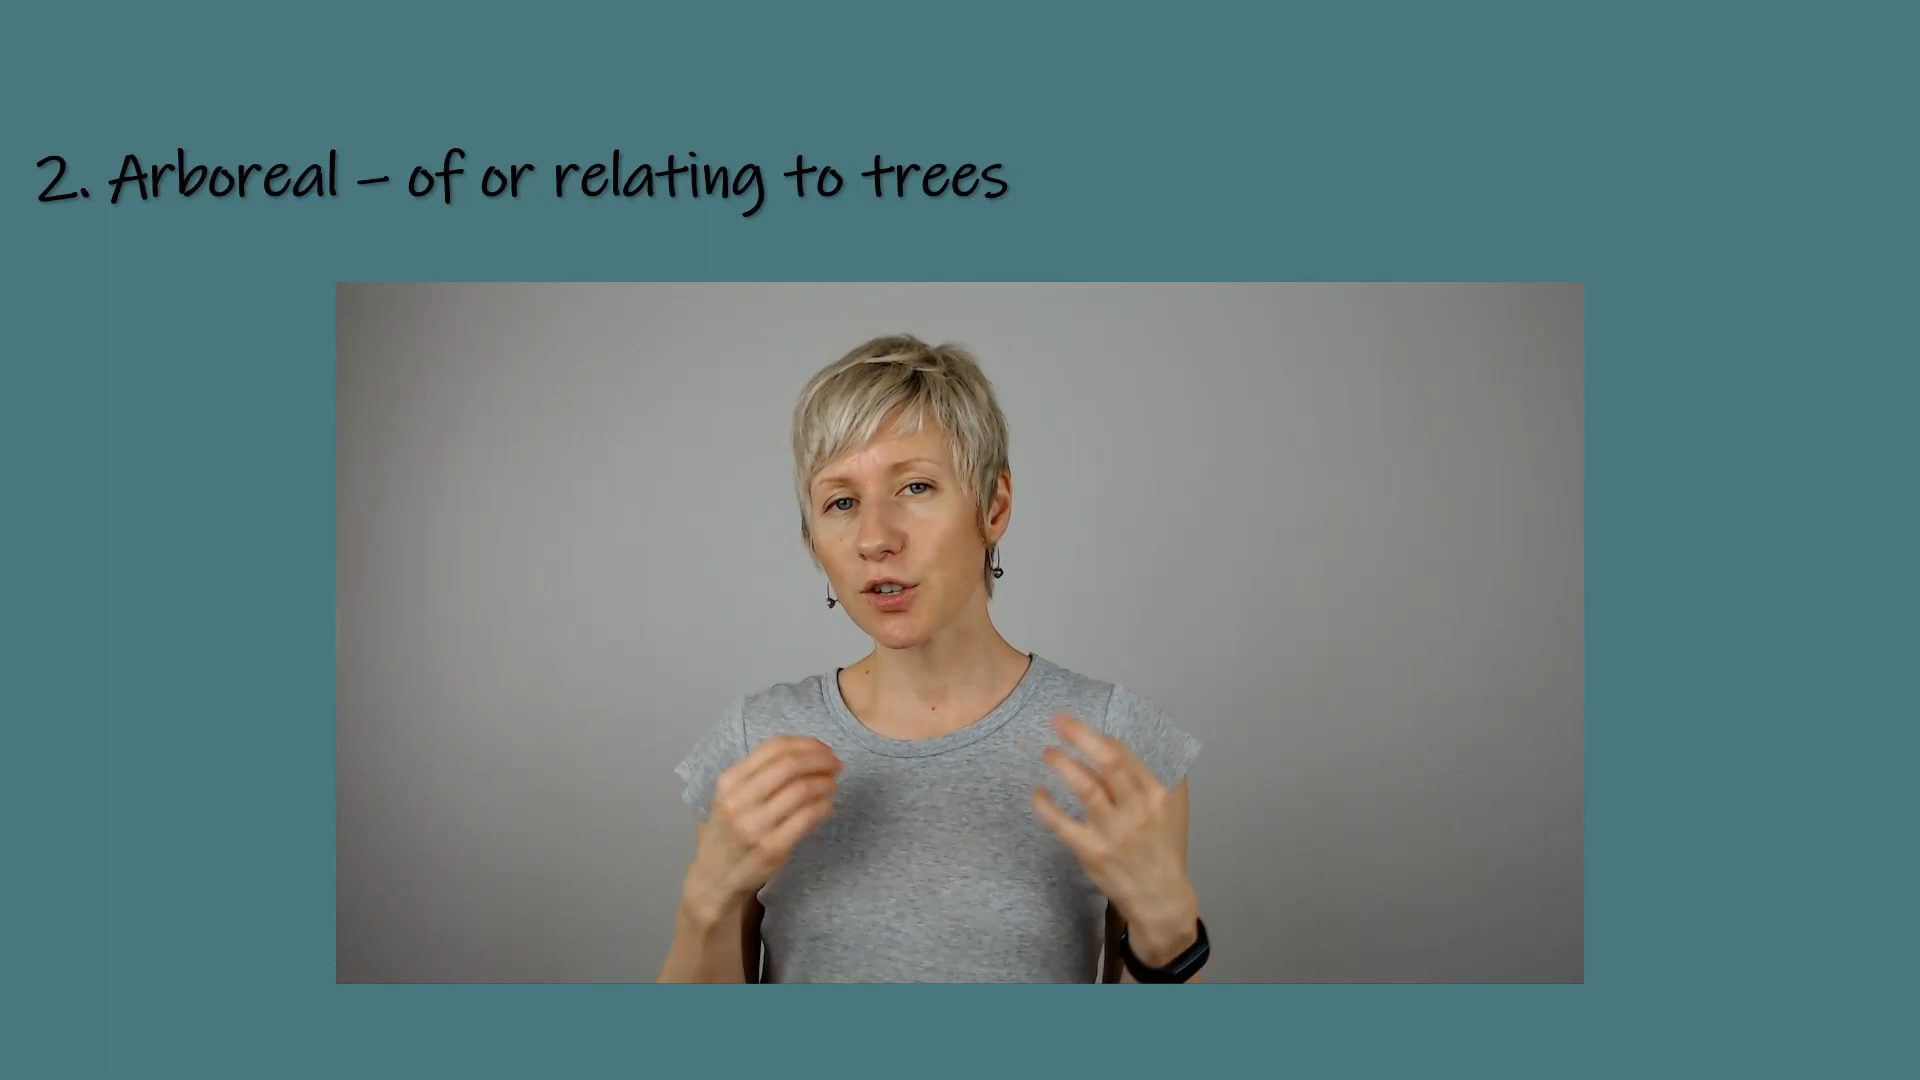 2. Arboreal – of or relating to trees